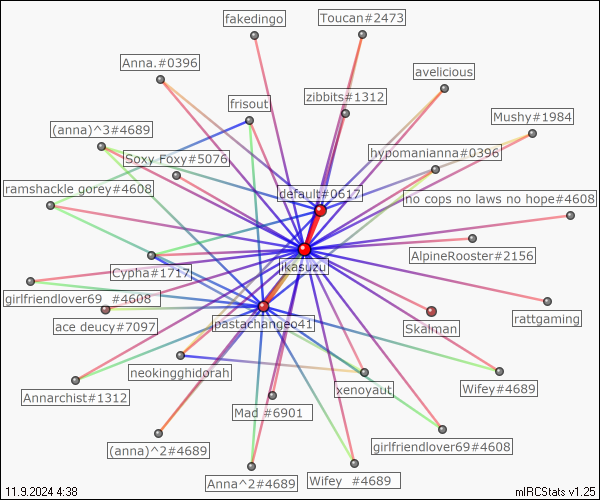 fakedingo
Toucan#2473
Anna.#0396
avelicious
zibbits#1312
frisout
Mushy#1984
(anna)^3#4689
Soxy Foxy#5076
hypomanianna#0396
ramshackle gorey#4608
default#0617
no cops no laws no hope#4608
AlpineRooster#2156
Cypha#1717
ikasuzu
girlfriendlover69_#4608
rattgaming
ace deucy#7097
pastachangeo41
Skalman
neokingghidorah
xenoyaut
Wifey#4689
Annarchist#1312
Mad #6901
(anna)^2#4689
girlfriendlover69#4608
Anna^2#4689
Wifey_#4689
11.9.2024 4:38
mIRCStats v1.25